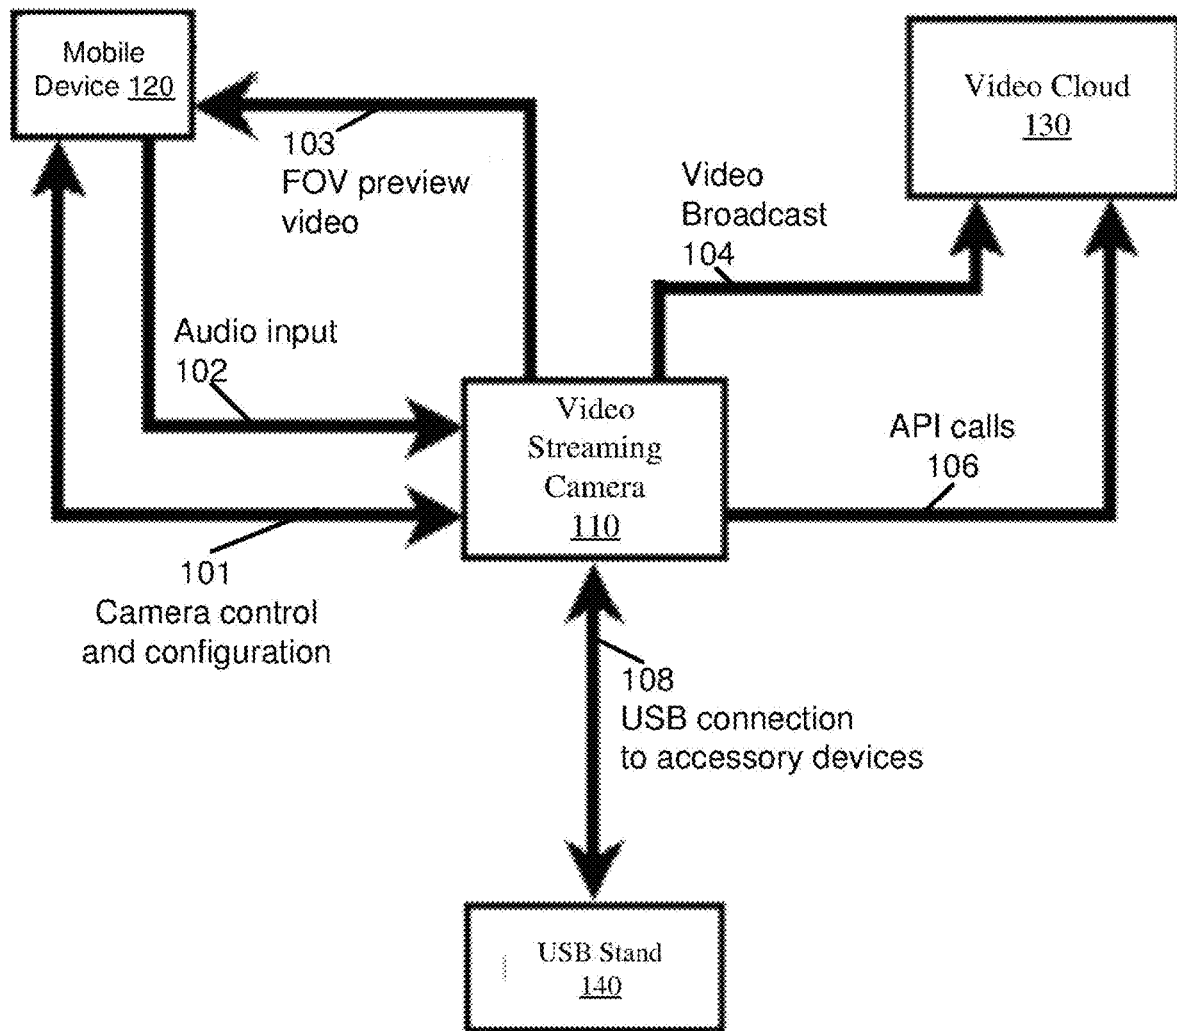 Mobile
Device 120
Video Cloud
130
103
FOV preview
video
Video
Broadcast
104
Audio input
102
Video
Streaming
Camera
110
API calls
106
101
Camera control
and configuration
108
USB connection
to accessory devices
USB Stand
140